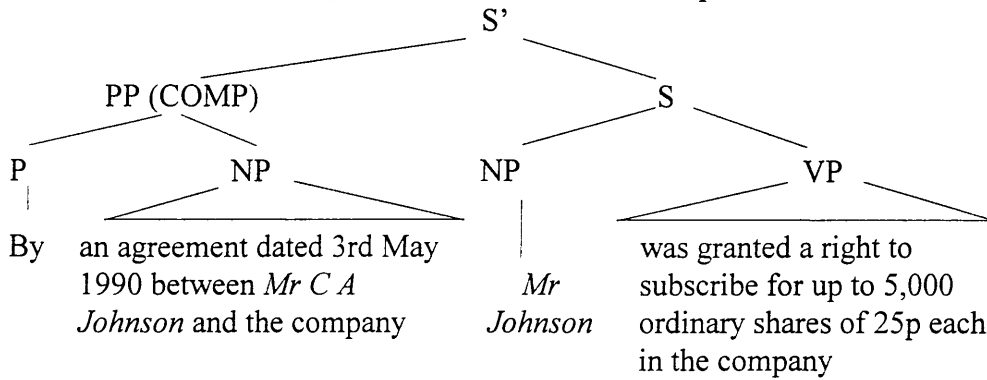 S’
PP (COMP) S
P NP NP VP
By an agreement dated 3rd May was granted a right to
1990 between Mr C A Mr subscribe for up to 5,000
Johnson and the company Johnson ordinary shares of 25p each
in the company